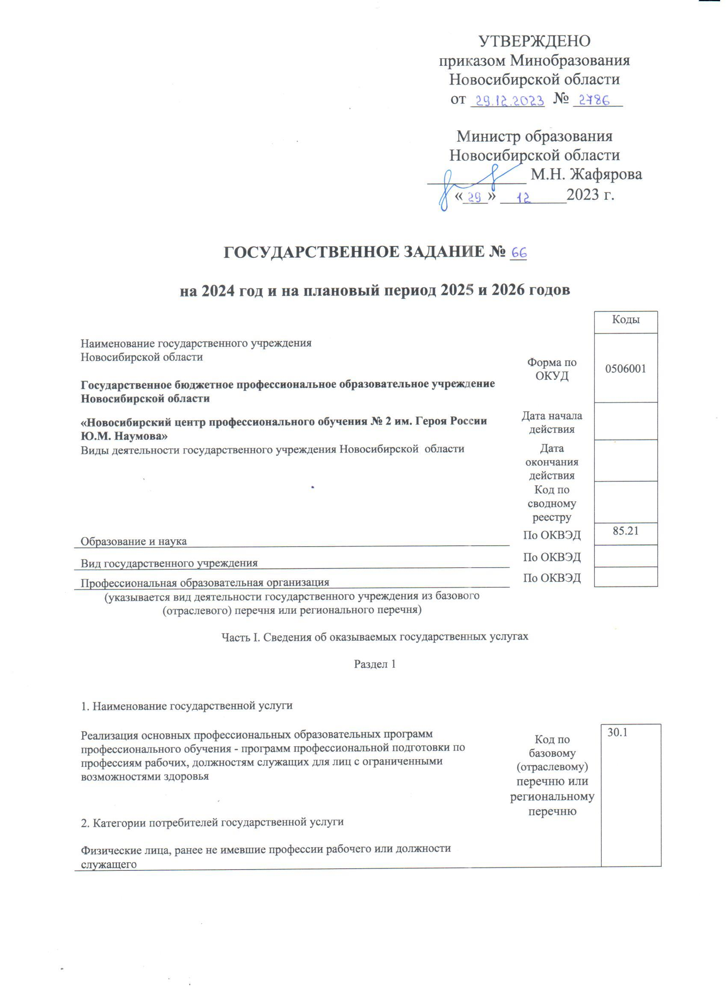 УТВЕРЖДЕНО
приказом Минобразования
Новосибирской области
от 29.12.2023 № 2786
Министр образования
Новосибирской области
М.Н. Жафярова
«29» 12 2023 г.
ГОСУДАРСТВЕННОЕ ЗАДАНИЕ № 66
на 2024 год и на плановый период 2025 и 2026 годов
Коды
Наименование государственного учреждения
Новосибирской области
Государственное бюджетное профессиональное образовательное учреждение
Новосибирской области
Форма по
ОКУД
0506001
«Новосибирский центр профессионального обучения № 2 им. Героя России
Ю.М. Наумова»
Дата начала
действия
Виды деятельности государственного учреждения Новосибирской области
Дата
окончания
действия
Код по
сводному
реестру
Образование и наука
По ОКВЭД
85.21
Вид государственного учреждения
По ОКВЭД
Профессиональная образовательная организация
По ОКВЭД
(указывается вид деятельности государственного учреждения из базового
(отраслевого) перечня или регионального перечня)
Часть I. Сведения об оказываемых государственных услугах
Раздел 1
1. Наименование государственной услуги
Реализация основных профессиональных образовательных программ
профессионального обучения - программ профессиональной подготовки по
профессиям рабочих, должностям служащих для лиц с ограниченными
возможностями здоровья
Код по
базовому
(отраслевому)
перечню или
региональному
перечню
30.1
2. Категории потребителей государственной услуги
Физические лица, ранее не имевшие профессии рабочего или должности
служащего